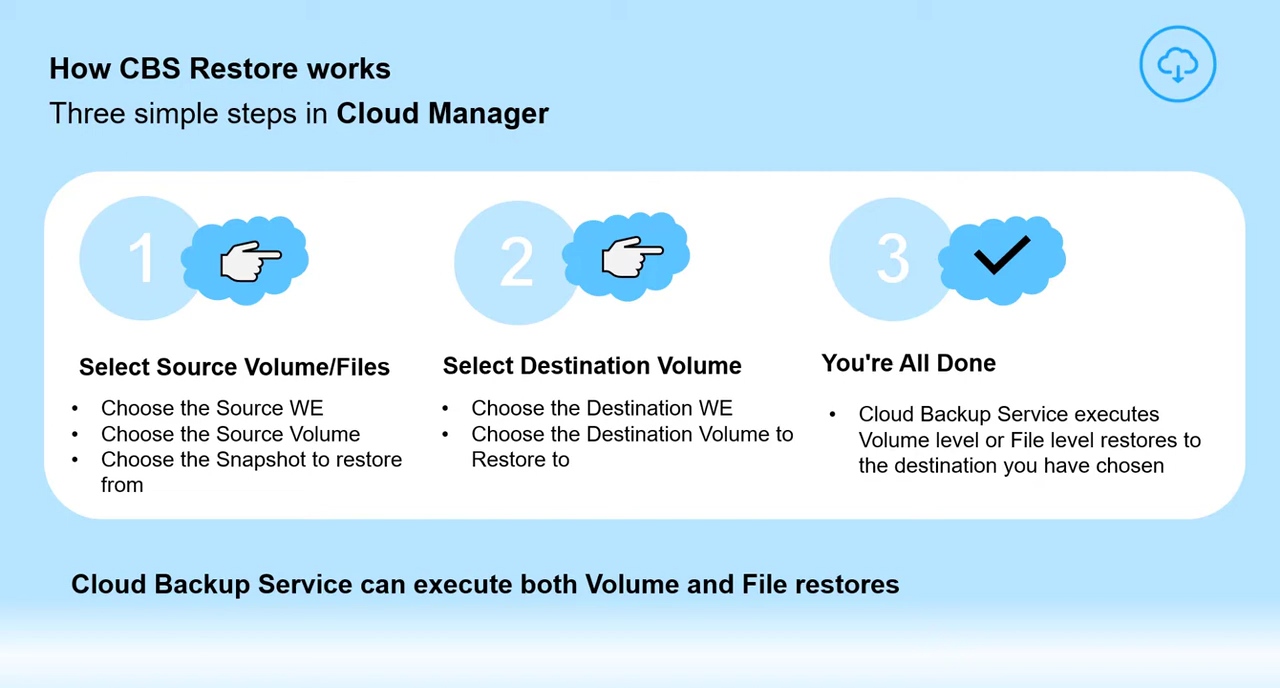 How CBS Restore works
Three simple steps in Cloud Manager
1
2
3
Select Source Volume/Files
• Choose the Source WE
• Choose the Source Volume
• Choose the Snapshot to restore
from
Select Destination Volume
• Choose the Destination WE
• Choose the Destination Volume to
Restore to
You're All Done
• Cloud Backup Service executes
Volume level or File level restores to
the destination you have chosen
Cloud Backup Service can execute both Volume and File restores